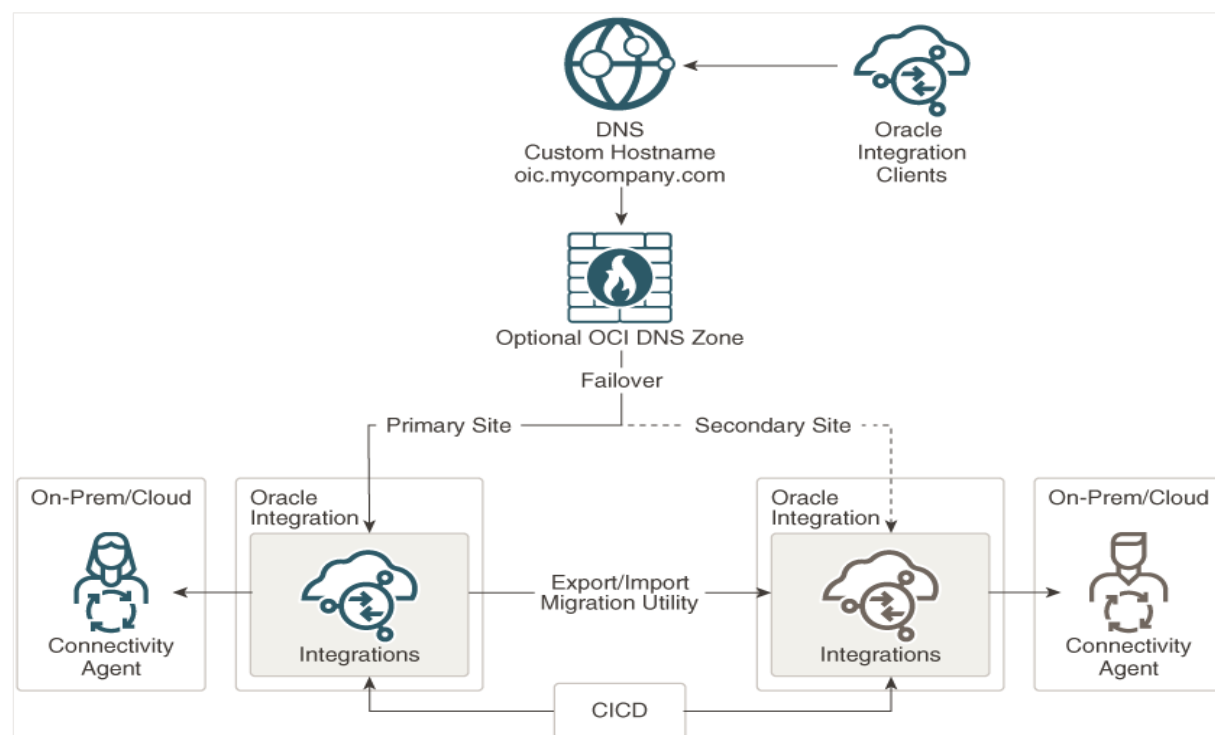 DNS
Custom Hostname
oic.mycompany.com
Oracle
Integration
Clients
Optional OCI DNS Zone
Failover
Primary Site
Secondary Site
On-Prem/Cloud
Connectivity
Agent
Oracle
Integration
Integrations
Export/Import
Migration Utility
Oracle
Integration
Integrations
On-Prem/Cloud
Connectivity
Agent
CICD